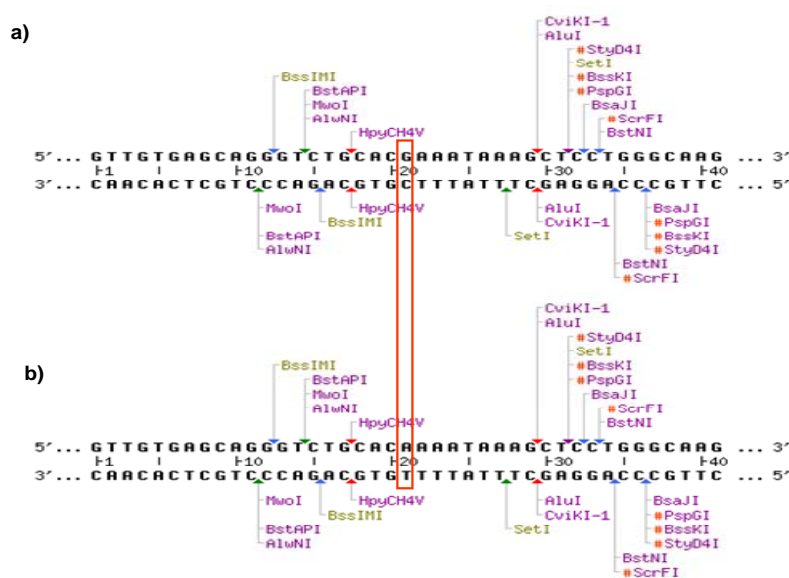 a)
CviKI-1
AluI
#StyD4I
SetI
#BssKI
#PspGI
BssIMI
BstAPI
MwoI
AlwNI
BsaJI
#ScrFI
BstNI
HpyCH4V
5′... GTTGTGAGCAGGGTCTGCACGAAATAAAGCTCCTGGGCAAG ... 3′
1 10 20 30 40
3′... CAACACTCGTCCCAGACGTGCTTTATTTCGAGGACCCGTTC ... 5′
MwoI
BstAPI
AlwNI
BssIMI
HpyCH4V
SetI
AluI
CviKI-1
BsaJI
#PspGI
#BssKI
#StyD4I
BstNI
#ScrFI
b)
CviKI-1
AluI
#StyD4I
SetI
#BssKI
#PspGI
BssIMI
BstAPI
MwoI
AlwNI
BsaJI
#ScrFI
BstNI
HpyCH4V
5′... GTTGTGAGCAGGGTCTGCACAAAATAAAGCTCCTGGGCAAG ... 3′
1 10 20 30 40
3′... CAACACTCGTCCCAGACGTGTTTTATTTCGAGGACCCGTTC ... 5′
MwoI
BstAPI
AlwNI
BssIMI
HpyCH4V
SetI
AluI
CviKI-1
BsaJI
#PspGI
#BssKI
#StyD4I
BstNI
#ScrFI